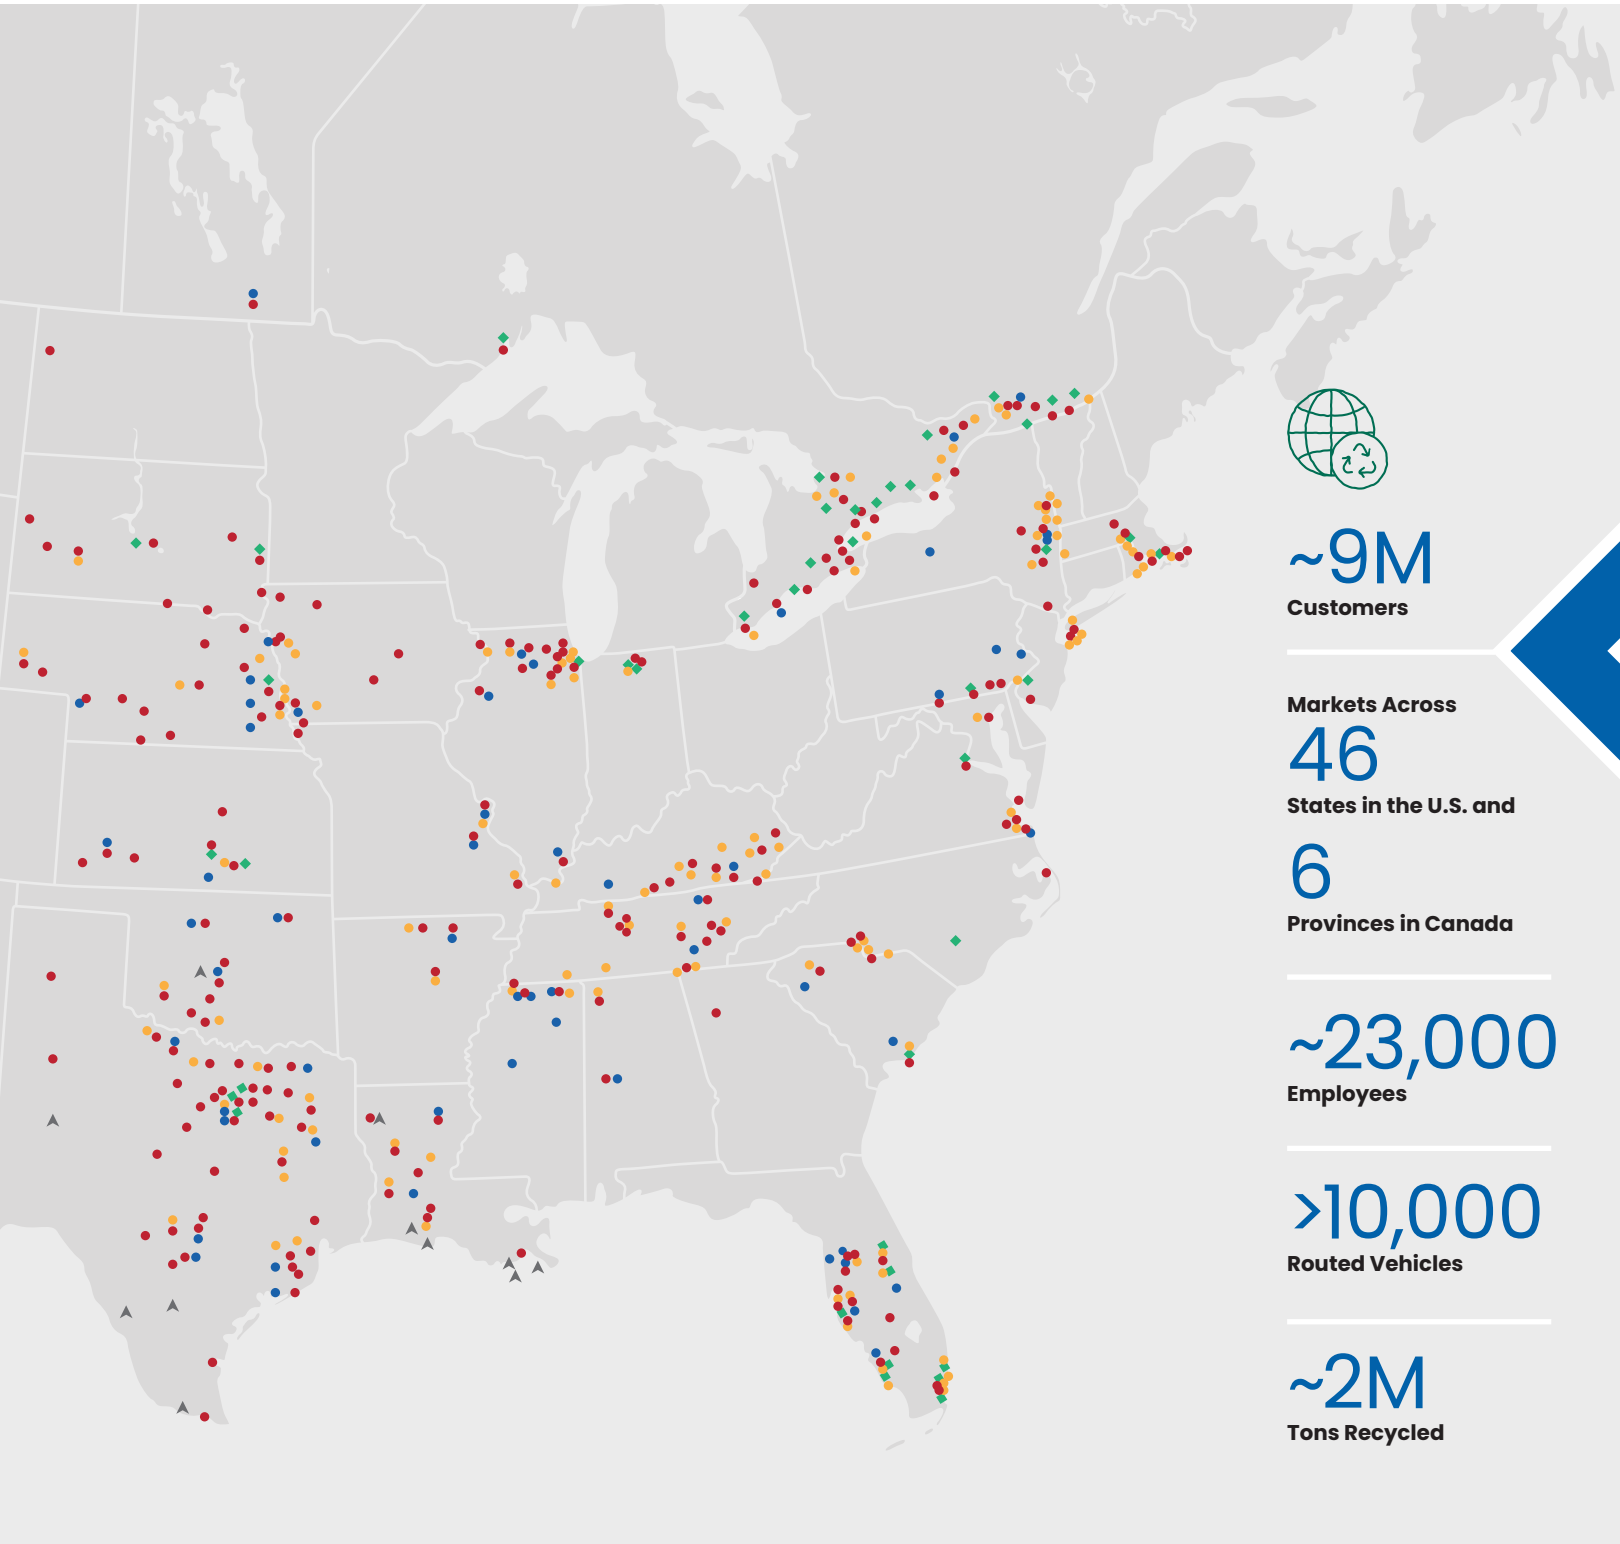 ~9M
Customers
Markets Across
46
States in the U.S. and
6
Provinces in Canada
~23,000
Employees
>10,000
Routed Vehicles
~2M
Tons Recycled